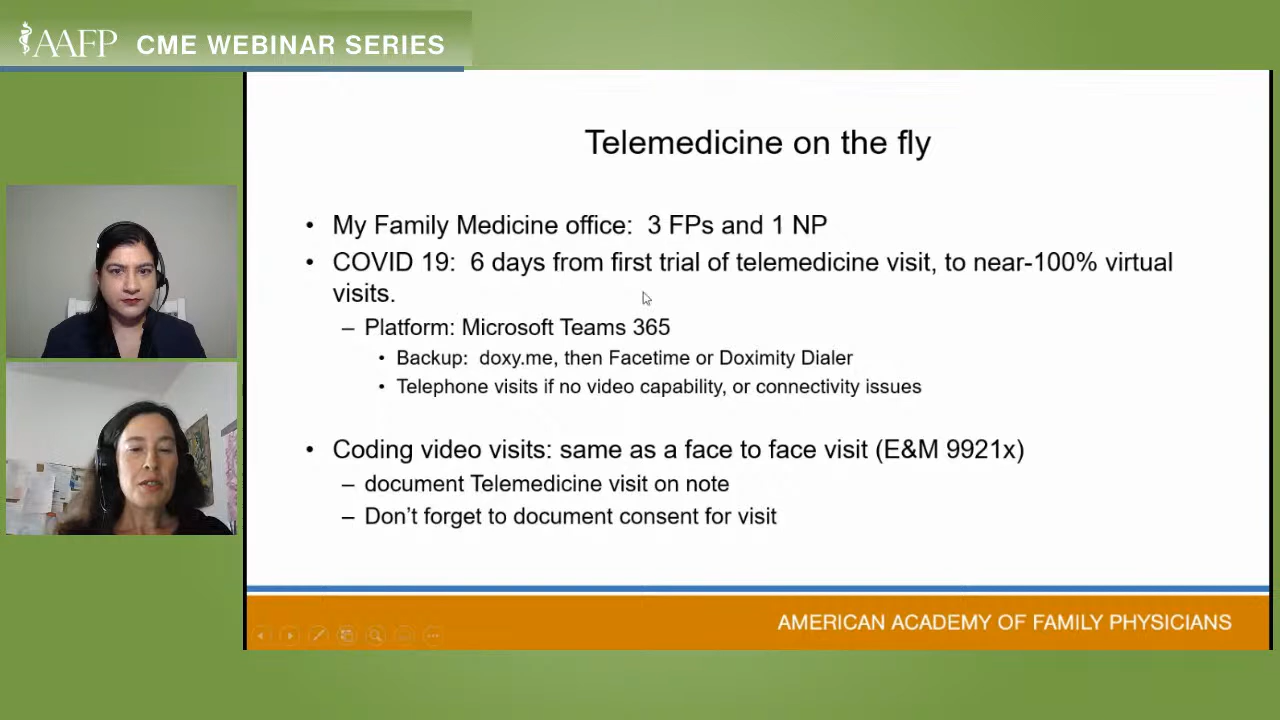 AAFP CME WEBINAR SERIES
Telemedicine on the fly
• My Family Medicine office: 3 FPs and 1 NP
• COVID 19: 6 days from first trial of telemedicine visit, to near-100% virtual
visits.
– Platform: Microsoft Teams 365
• Backup: doxy.me, then Facetime or Doximity Dialer
• Telephone visits if no video capability, or connectivity issues
• Coding video visits: same as a face to face visit (E&M 9921x)
– document Telemedicine visit on note
– Don’t forget to document consent for visit
AMERICAN ACADEMY OF FAMILY PHYSICIANS